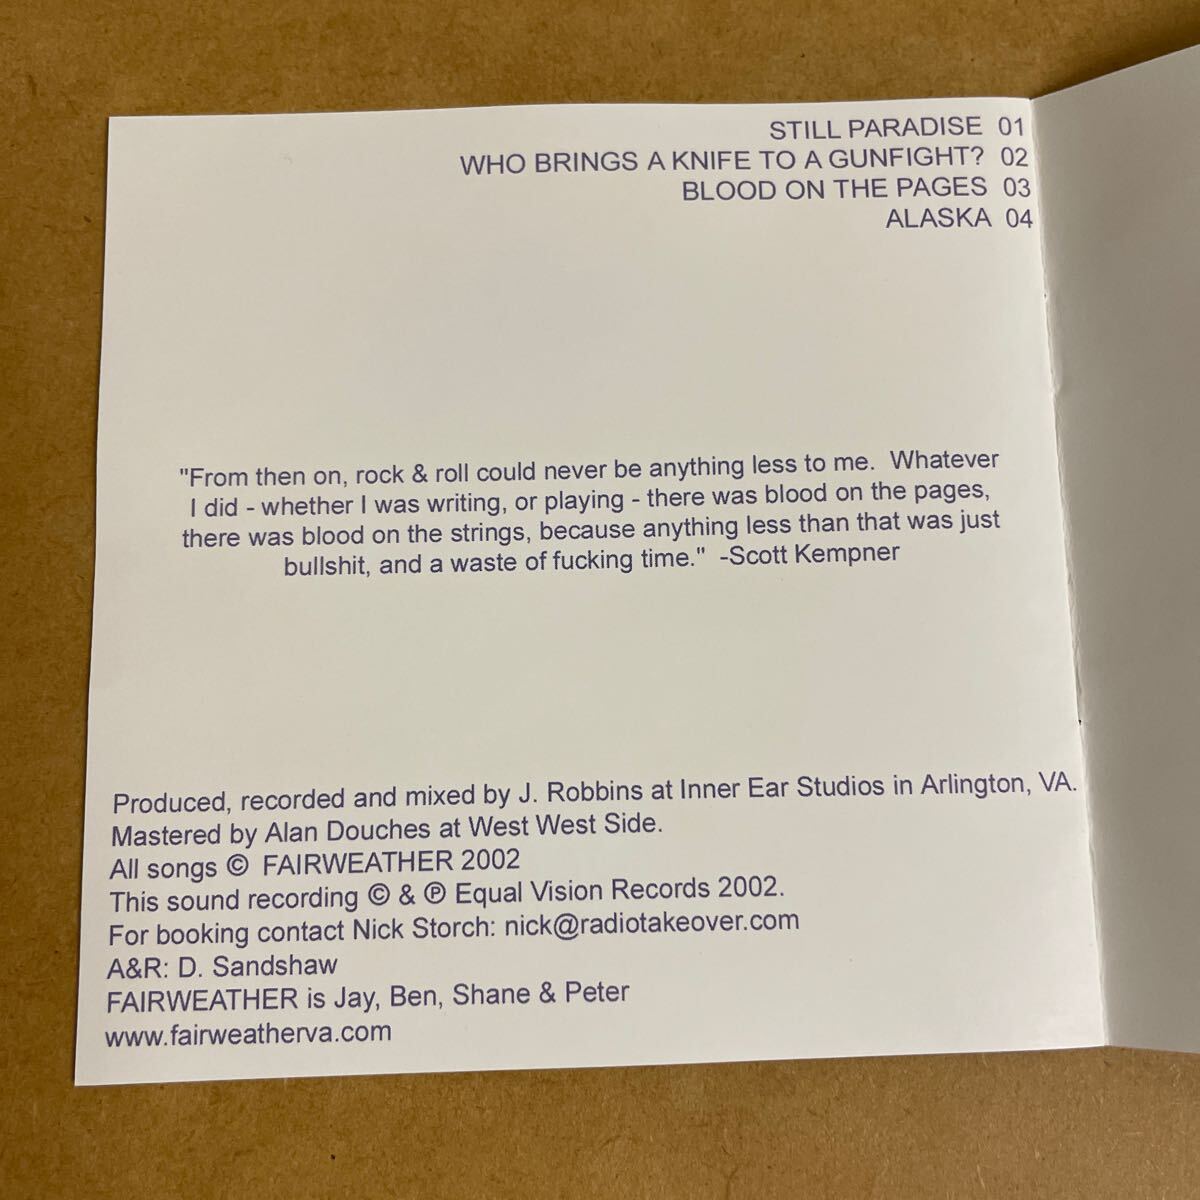 STILL PARADISE 01
WHO BRINGS A KNIFE TO A GUNFIGHT? 02
BLOOD ON THE PAGES 03
ALASKA 04
"From then on, rock & roll could never be anything less to me. Whatever
I did - whether I was writing, or playing - there was blood on the pages,
there was blood on the strings, because anything less than that was just
bullshit, and a waste of fucking time." -Scott Kempner
Produced, recorded and mixed by J. Robbins at Inner Ear Studios in Arlington, VA.
Mastered by Alan Douches at West West Side.
All songs © FAIRWEATHER 2002
This sound recording © & ℗ Equal Vision Records 2002.
For booking contact Nick Storch: nick@radiotakeover.com
A&R: D. Sandshaw
FAIRWEATHER is Jay, Ben, Shane & Peter
www.fairweatherva.com